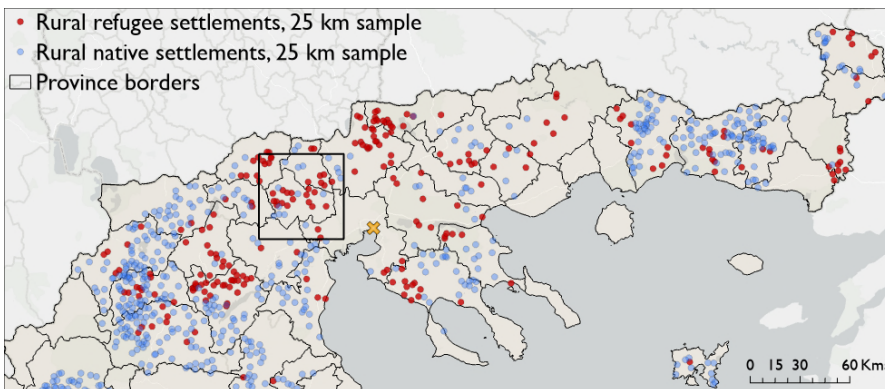 Rural refugee settlements, 25 km sample
Rural native settlements, 25 km sample
Province borders
0 15 30 60 Km